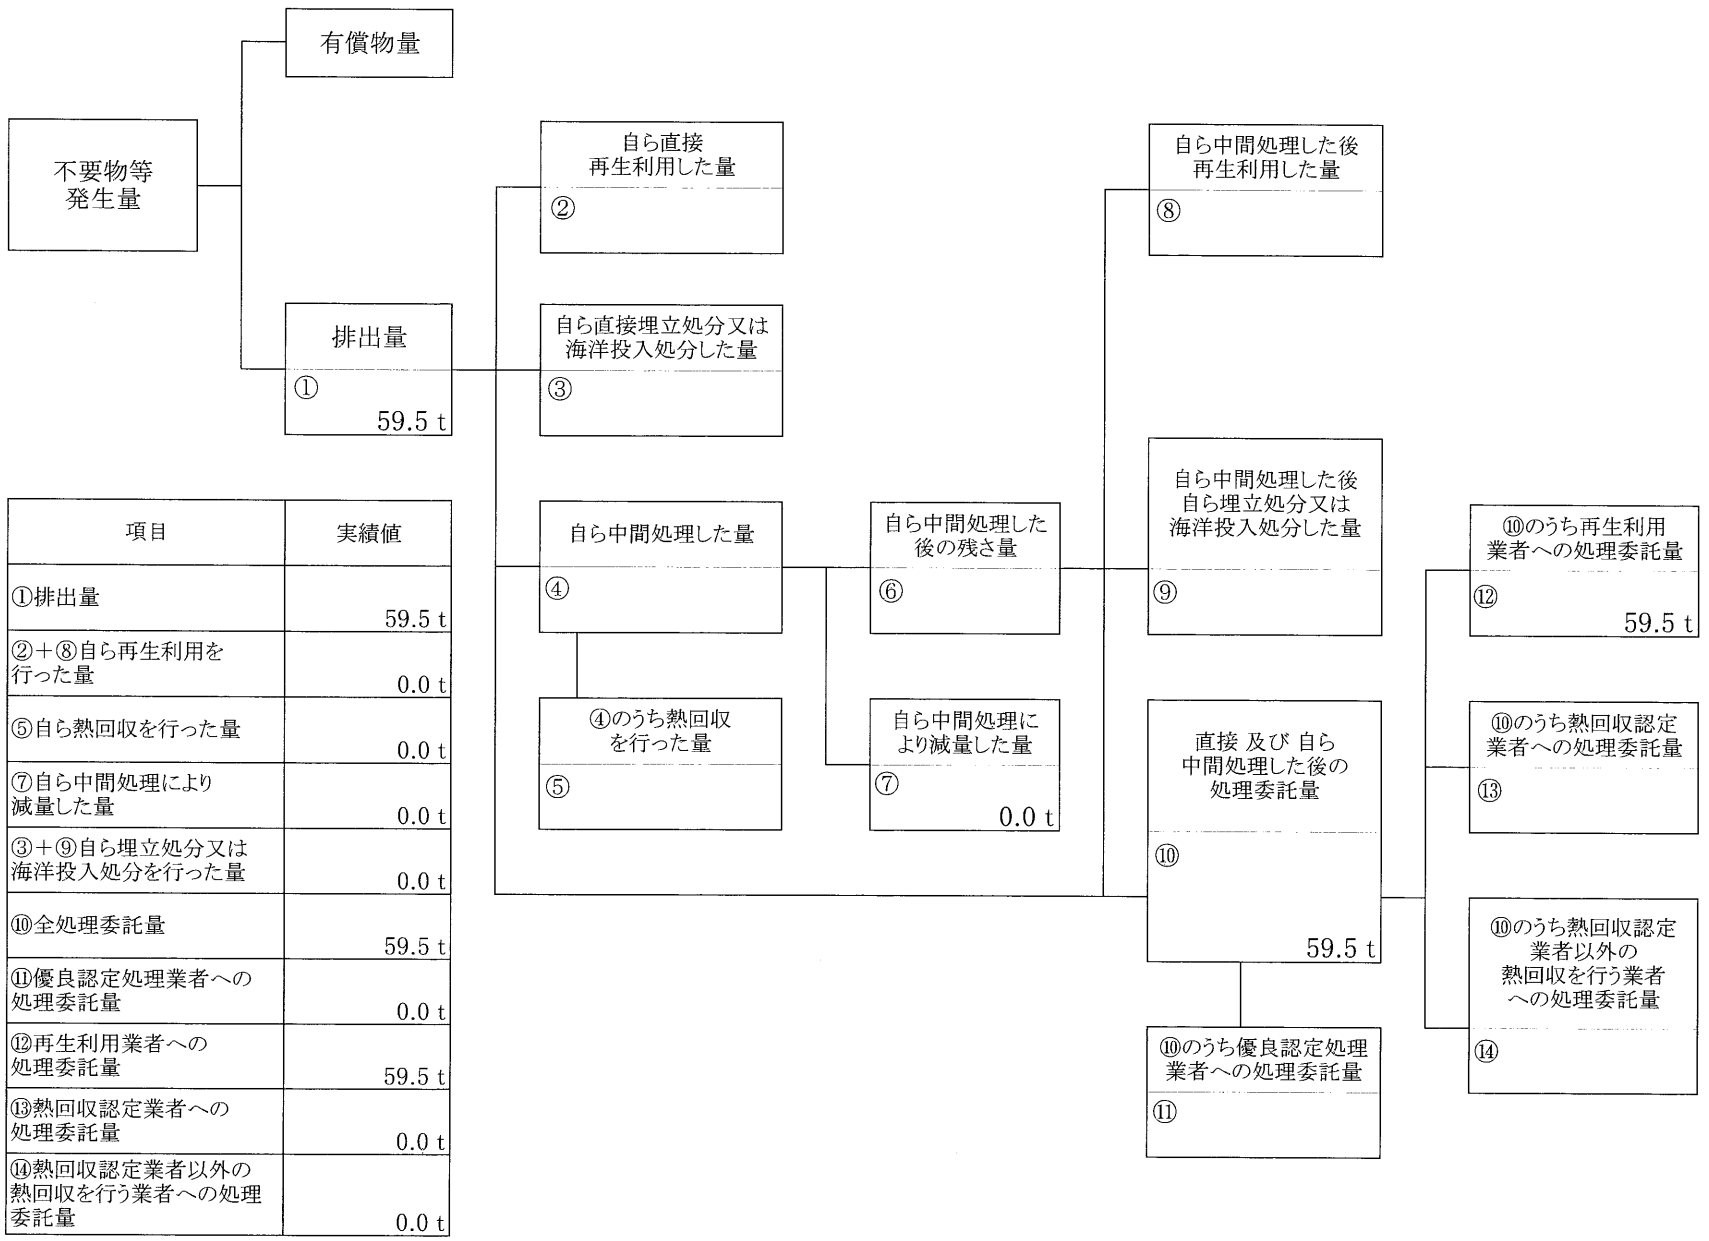 有償物量
不要物等
発生量
排出量
①
59.5 t
自ら直接
再生利用した量
②
自ら直接埋立処分又は
海洋投入処分した量
③
自ら中間処理した量
④
④のうち熱回収
を行った量
⑤
自ら中間処理した
後の残さ量
⑥
自ら中間処理に
より減量した量
⑦
0.0 t
自ら中間処理した後
再生利用した量
⑧
自ら中間処理した後
自ら埋立処分又は
海洋投入処分した量
⑨
直接 及び 自ら
中間処理した後の
処理委託量
⑩
59.5 t
⑩のうち優良認定処理
業者への処理委託量
⑪
⑩のうち再生利用
業者への処理委託量
⑫
59.5 t
⑩のうち熱回収認定
業者への処理委託量
⑬
⑩のうち熱回収認定
業者以外の
熱回収を行う業者
への処理委託量
⑭
項目 実績値
①排出量
59.5 t
②＋⑧自ら再生利用を
行った量
0.0 t
⑤自ら熱回収を行った量
0.0 t
⑦自ら中間処理により
減量した量
0.0 t
③＋⑨自ら埋立処分又は
海洋投入処分を行った量
0.0 t
⑩全処理委託量
59.5 t
⑪優良認定処理業者への
処理委託量
0.0 t
⑫再生利用業者への
処理委託量
59.5 t
⑬熱回収認定業者への
処理委託量
0.0 t
⑭熱回収認定業者以外の
熱回収を行う業者への処理
委託量
0.0 t